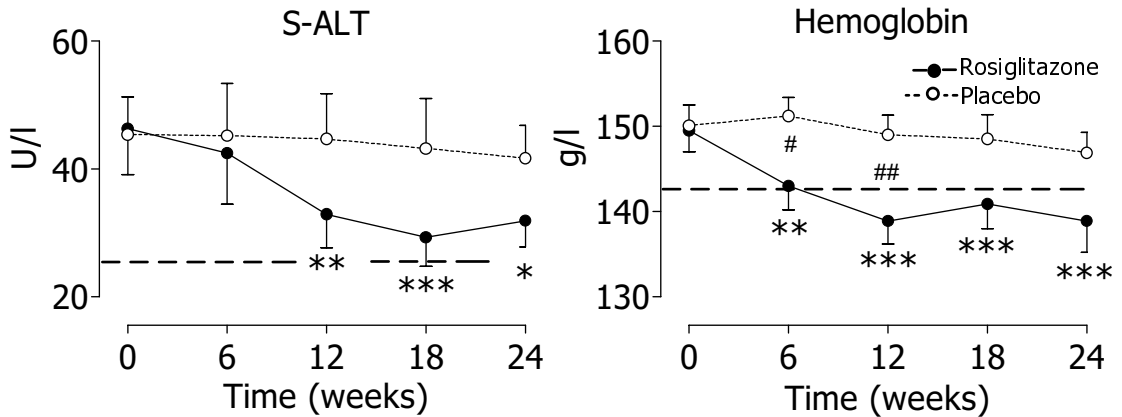 S-ALT
60
40
20
U/l
**
***
*
0 6 12 18 24
Time (weeks)
Hemoglobin
Rosiglitazone
Placebo
160
150
140
130
g/l
#
##
**
***
***
***
0 6 12 18 24
Time (weeks)